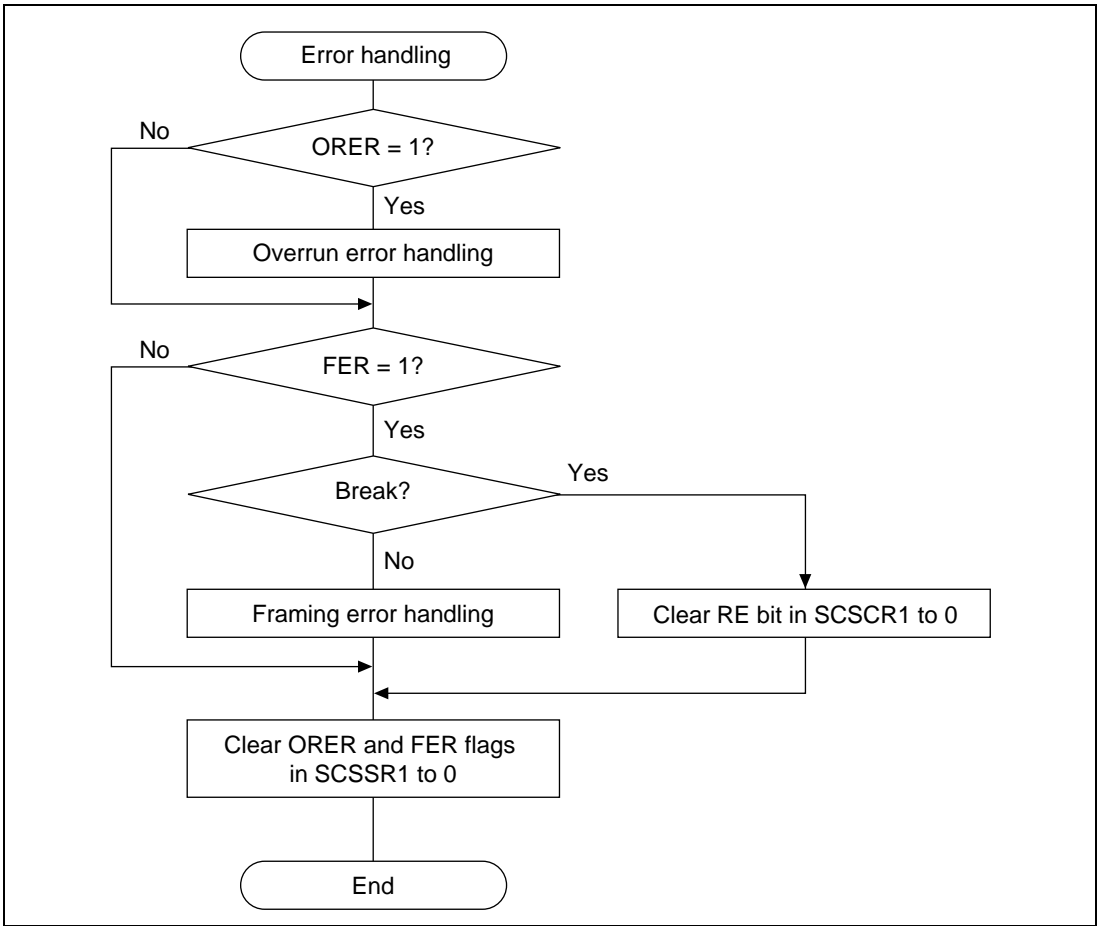 Error handling
No
ORER = 1?
Yes
Overrun error handling
No
FER = 1?
Yes
Break?
Yes
No
Framing error handling
Clear RE bit in SCSCR1 to 0
Clear ORER and FER flags
in SCSSR1 to 0
End